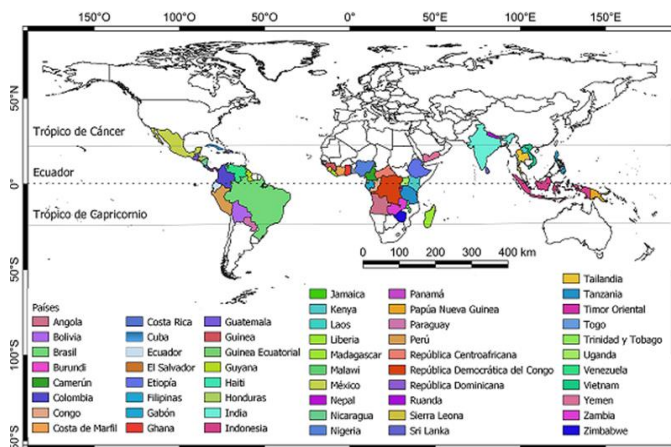 150°O 100°O 50°O 0° 50°E 100°E 150°E
50°N
Trópico de Cáncer
Ecuador
0°
Trópico de Capricornio
0 100 200 300 400 km
50°S
100°S
Países
Angola
Bolivia
Brasil
Burundi
Camerún
Colombia
Congo
Costa de Marfil
Costa Rica
Cuba
Ecuador
El Salvador
Etiopía
Filipinas
Gabón
Ghana
Guatemala
Guinea
Guinea Ecuatorial
Guyana
Haiti
Honduras
India
Indonesia
Jamaica
Kenya
Laos
Liberia
Madagascar
Malawi
México
Nepal
Nicaragua
Nigeria
Panamá
Papúa Nueva Guinea
Paraguay
Perú
República Centroafricana
República Democrática del Congo
República Dominicana
Ruanda
Sierra Leona
Sri Lanka
Tailandia
Tanzania
Timor Oriental
Togo
Trinidad y Tobago
Uganda
Venezuela
Vietnam
Yemen
Zambia
Zimbabwe